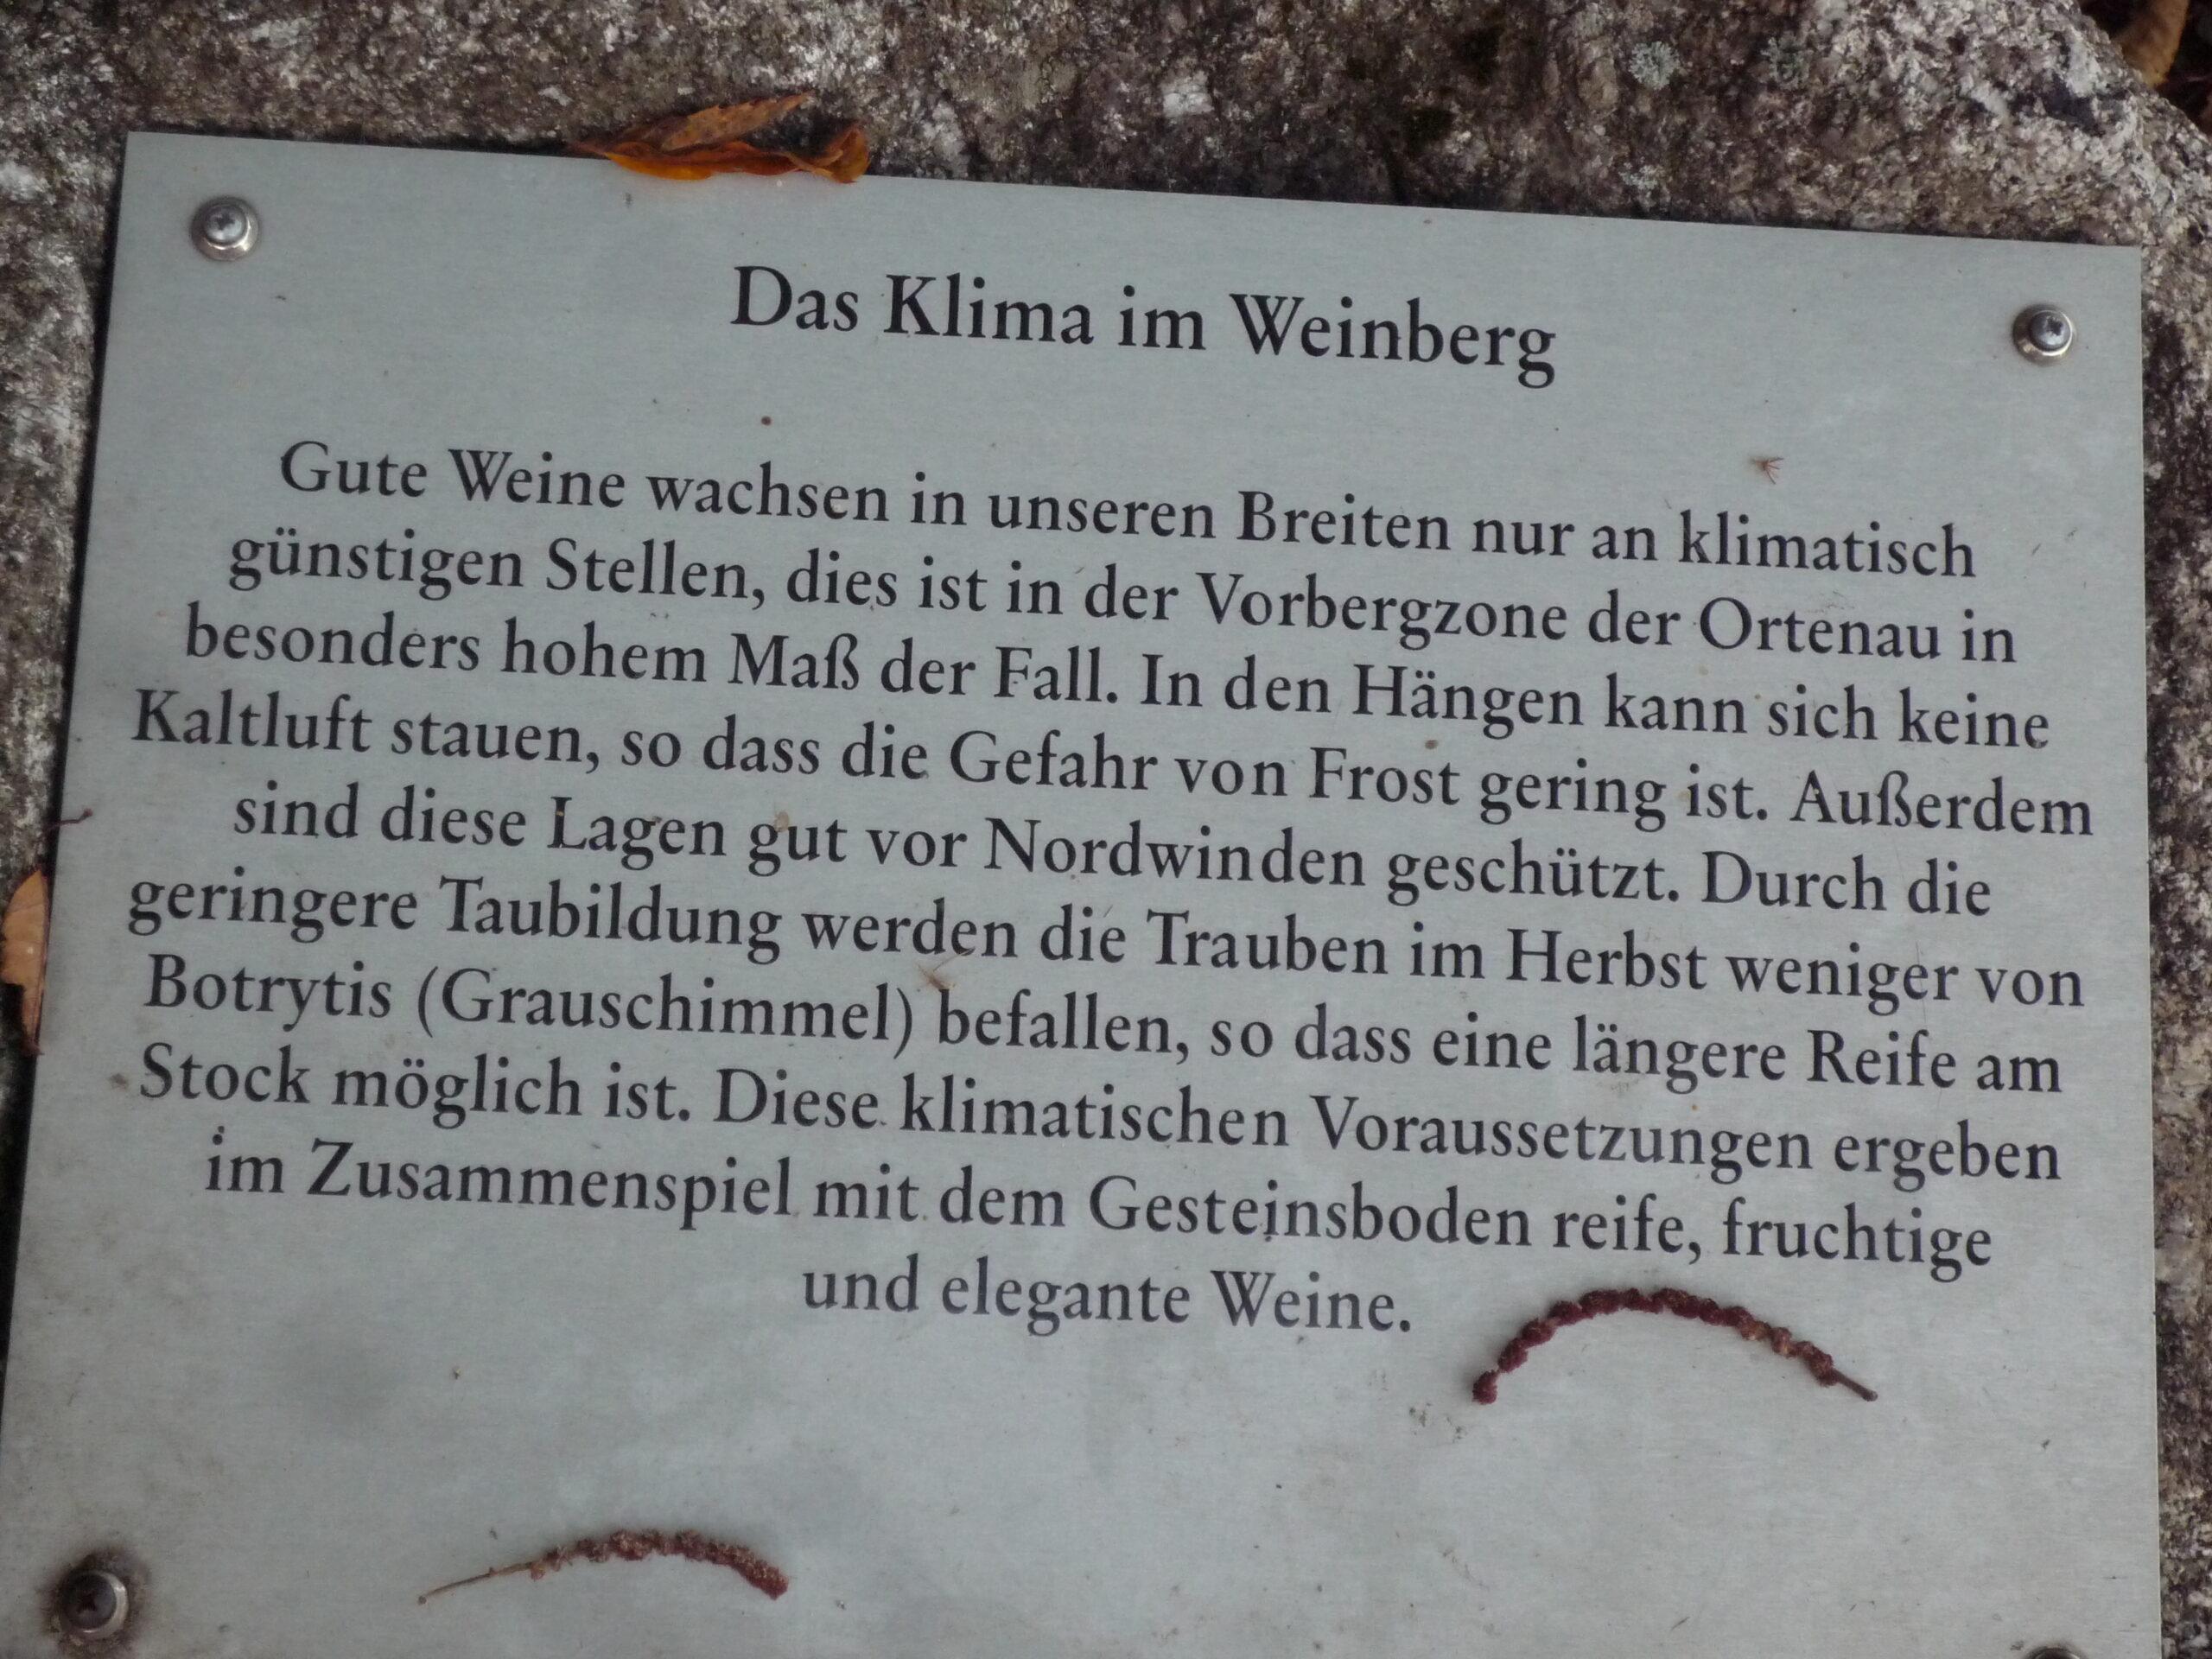 Das Klima im Weinberg
Gute Weine wachsen in unseren Breiten nur an klimatisch
günstigen Stellen, dies ist in der Vorbergzone der Ortenau in
besonders hohem Maß der Fall. In den Hängen kann sich keine
Kaltluft stauen, so dass die Gefahr von Frost gering ist. Außerdem
sind diese Lagen gut vor Nordwinden geschützt. Durch die
geringere Taubildung werden die Trauben im Herbst weniger von
Botrytis (Grauschimmel) befallen, so dass eine längere Reife am
Stock möglich ist. Diese klimatischen Voraussetzungen ergeben
im Zusammenspiel mit dem Gesteinsboden reife, fruchtige
und elegante Weine.